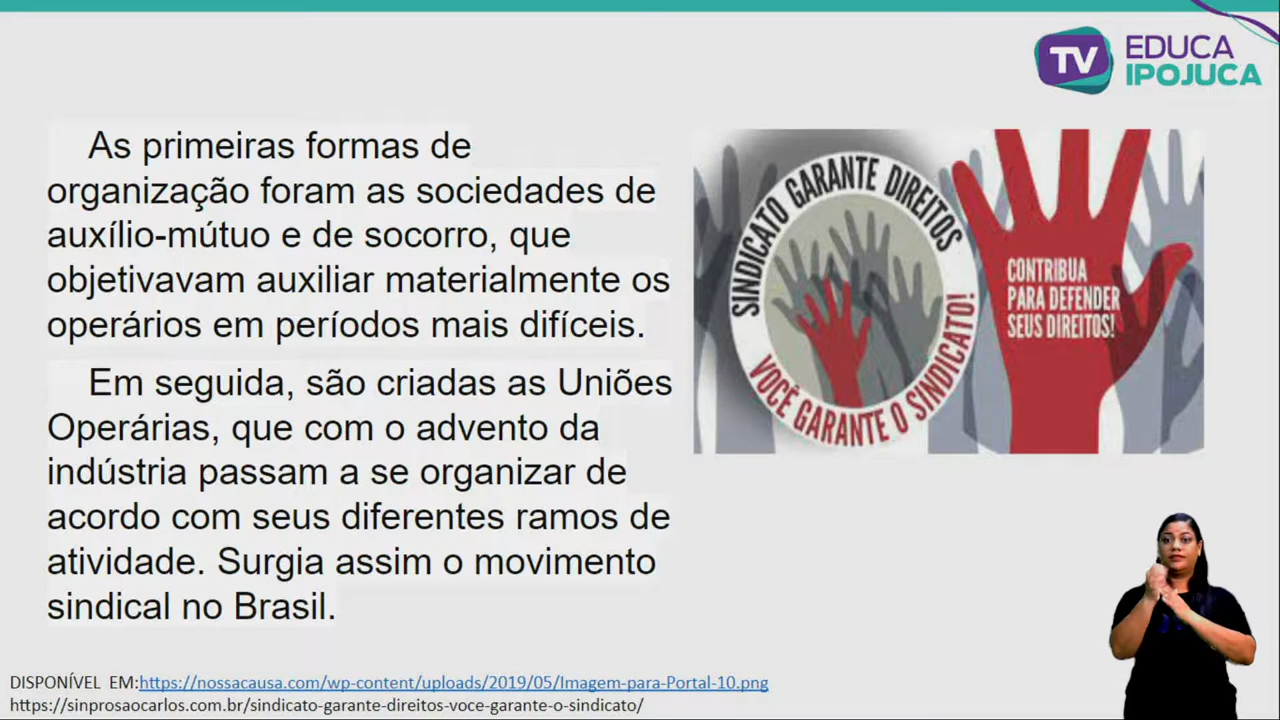 TV EDUCA
IPOJUCA
As primeiras formas de
organização foram as sociedades de
auxílio-mútuo e de socorro, que
objetivavam auxiliar materialmente os
operários em períodos mais difíceis.
Em seguida, são criadas as Uniões
Operárias, que com o advento da
indústria passam a se organizar de
acordo com seus diferentes ramos de
atividade. Surgia assim o movimento
sindical no Brasil.
SINDICATO GARANTE DIREITOS
VOCÊ GARANTE O SINDICATO!
CONTRIBUA
PARA DEFENDER
SEUS DIREITOS!
DISPONÍVEL EM:https://nossacausa.com/wp-content/uploads/2019/05/Imagem-para-Portal-10.png
https://sinprosaocarlos.com.br/sindicato-garante-direitos-voce-garante-o-sindicato/